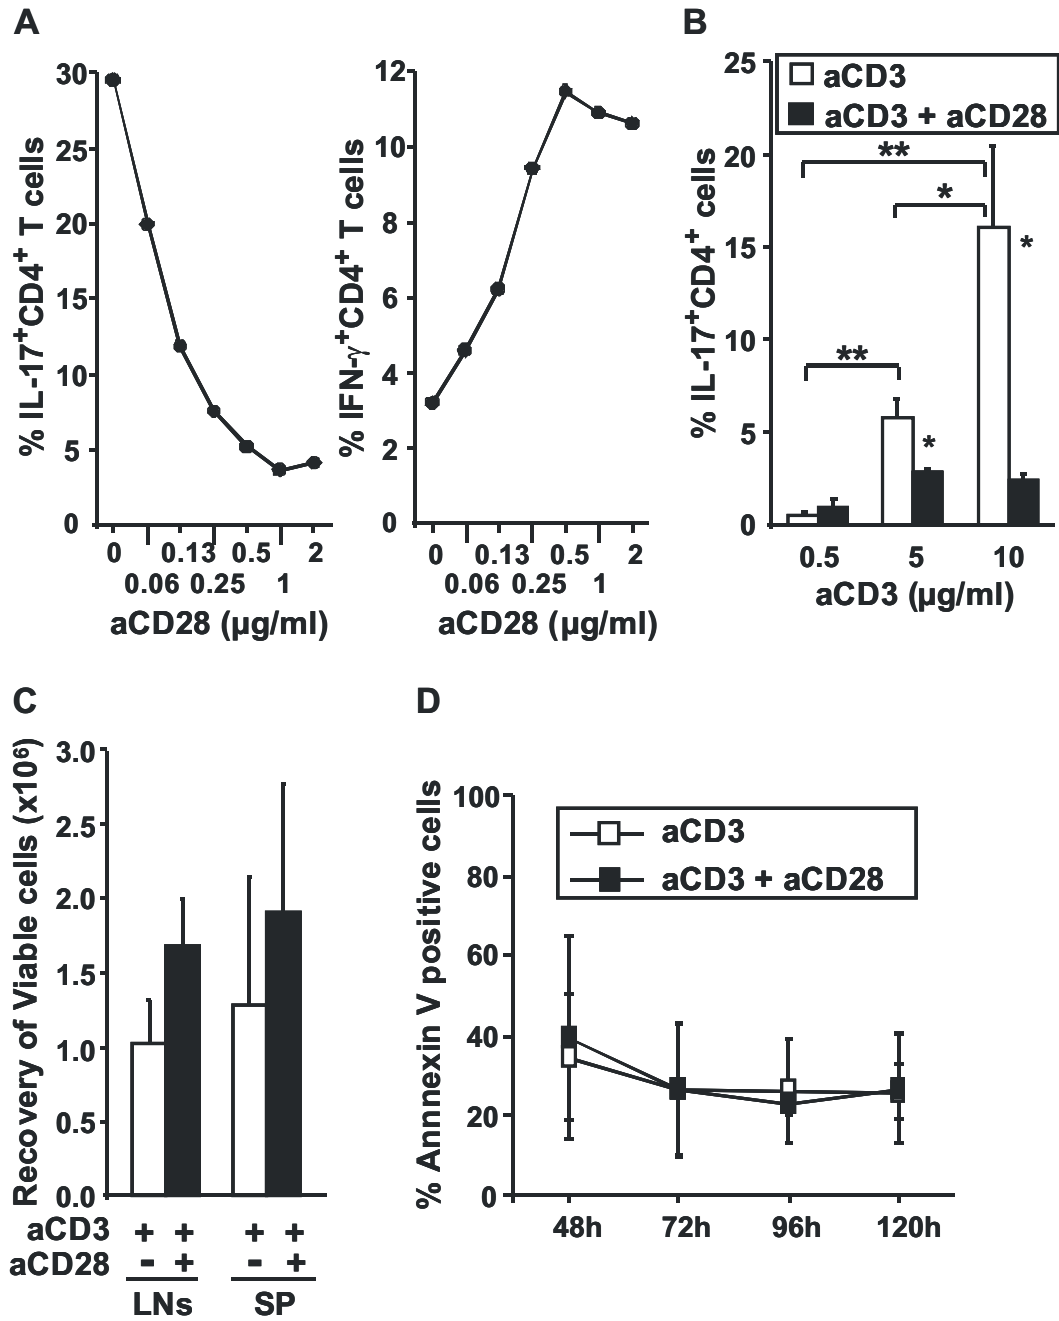 A
% IL-17⁺CD4⁺ T cells
30
25
20
15
10
5
0
0 0.13 0.5 2
0.06 0.25 1
aCD28 (µg/ml)
% IFN-γ⁺CD4⁺ T cells
12
10
8
6
4
2
0
0 0.13 0.5 2
0.06 0.25 1
aCD28 (µg/ml)
B
% IL-17⁺CD4⁺ cells
25
20
15
10
5
0
aCD3
aCD3 + aCD28
**
*
*
**
*
0.5 5 10
aCD3 (µg/ml)
C
Recovery of Viable cells (x10⁶)
3.0
2.5
2.0
1.5
1.0
0.5
0.0
aCD3 + + + +
aCD28 - + - +
LNs SP
D
% Annexin V positive cells
100
80
60
40
20
0
aCD3
aCD3 + aCD28
48h 72h 96h 120h